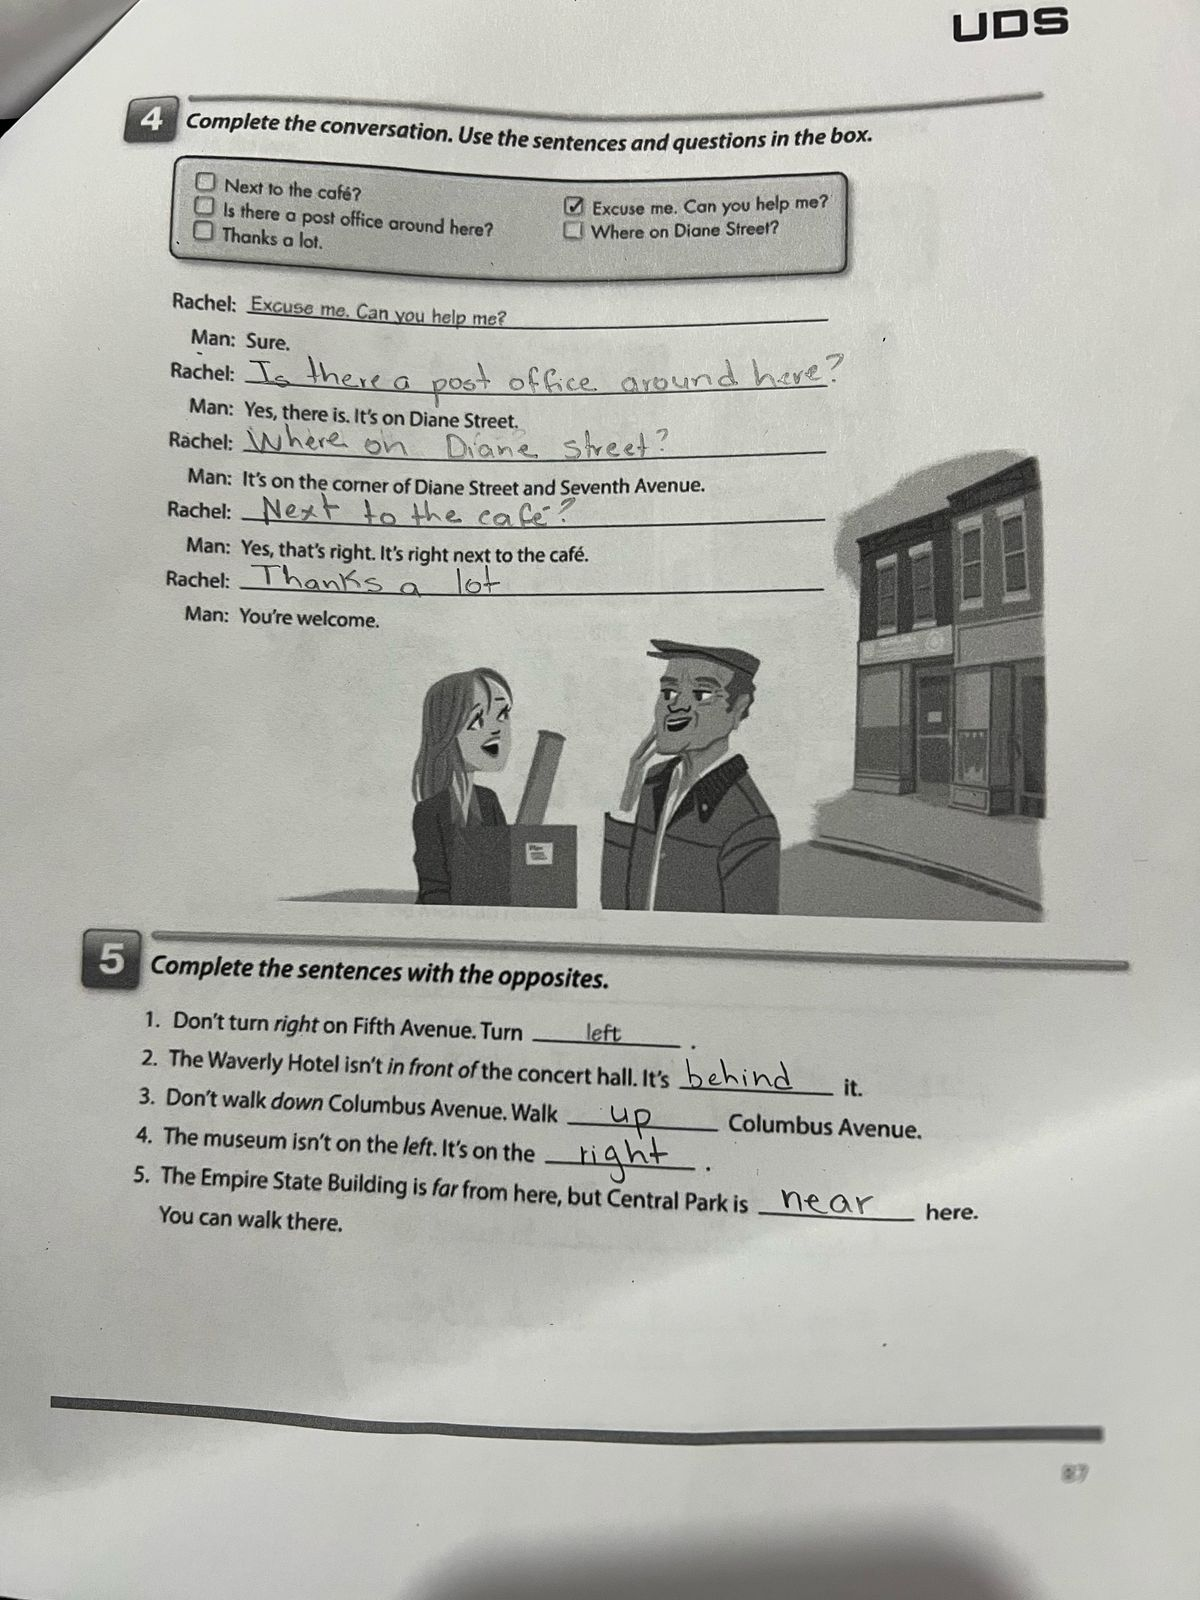 UDS
4 Complete the conversation. Use the sentences and questions in the box.
Next to the café?
Is there a post office around here?
Thanks a lot.
Excuse me. Can you help me?
Where on Diane Street?
Rachel: Excuse me. Can you help me?
Man: Sure.
Rachel: Is there a post office around here?
Man: Yes, there is. It's on Diane Street.
Rachel: Where on Diane street?
Man: It's on the corner of Diane Street and Seventh Avenue.
Rachel: Next to the café?
Man: Yes, that's right. It's right next to the café.
Rachel: Thanks a lot
Man: You're welcome.
5 Complete the sentences with the opposites.
1. Don't turn right on Fifth Avenue. Turn left .
2. The Waverly Hotel isn't in front of the concert hall. It's behind it.
3. Don't walk down Columbus Avenue. Walk up Columbus Avenue.
4. The museum isn't on the left. It's on the right .
5. The Empire State Building is far from here, but Central Park is near here.
You can walk there.
87